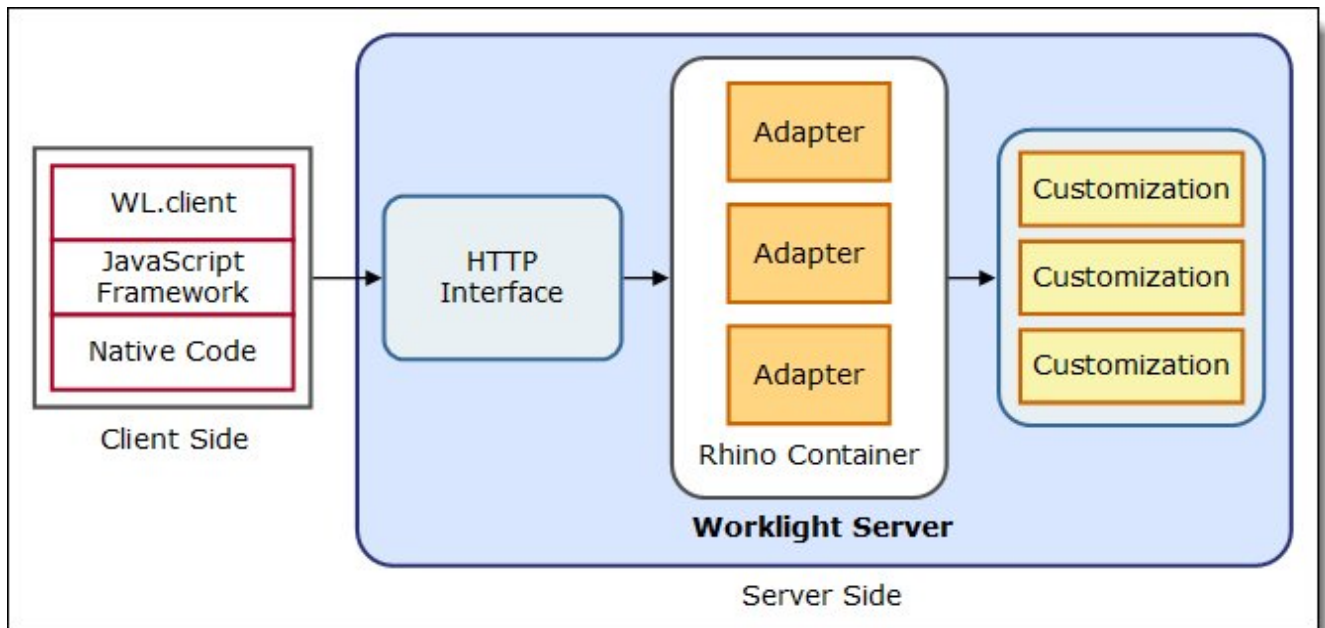 WL.client
JavaScript
Framework
Native Code
Client Side
HTTP
Interface
Adapter
Adapter
Adapter
Rhino Container
Customization
Customization
Customization
Worklight Server
Server Side